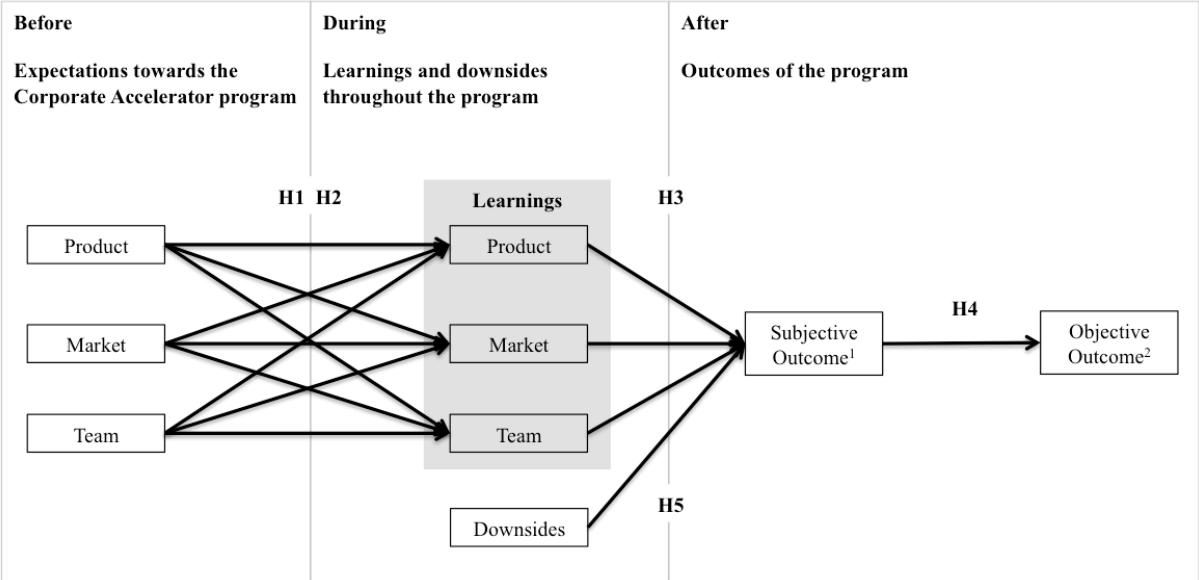 Before
Expectations towards the
Corporate Accelerator program
During
Learnings and downsides
throughout the program
After
Outcomes of the program
H1 H2
H3
Learnings
Product
Product
Market
Market
Team
Team
Downsides
H5
Subjective
Outcome¹
H4
Objective
Outcome²